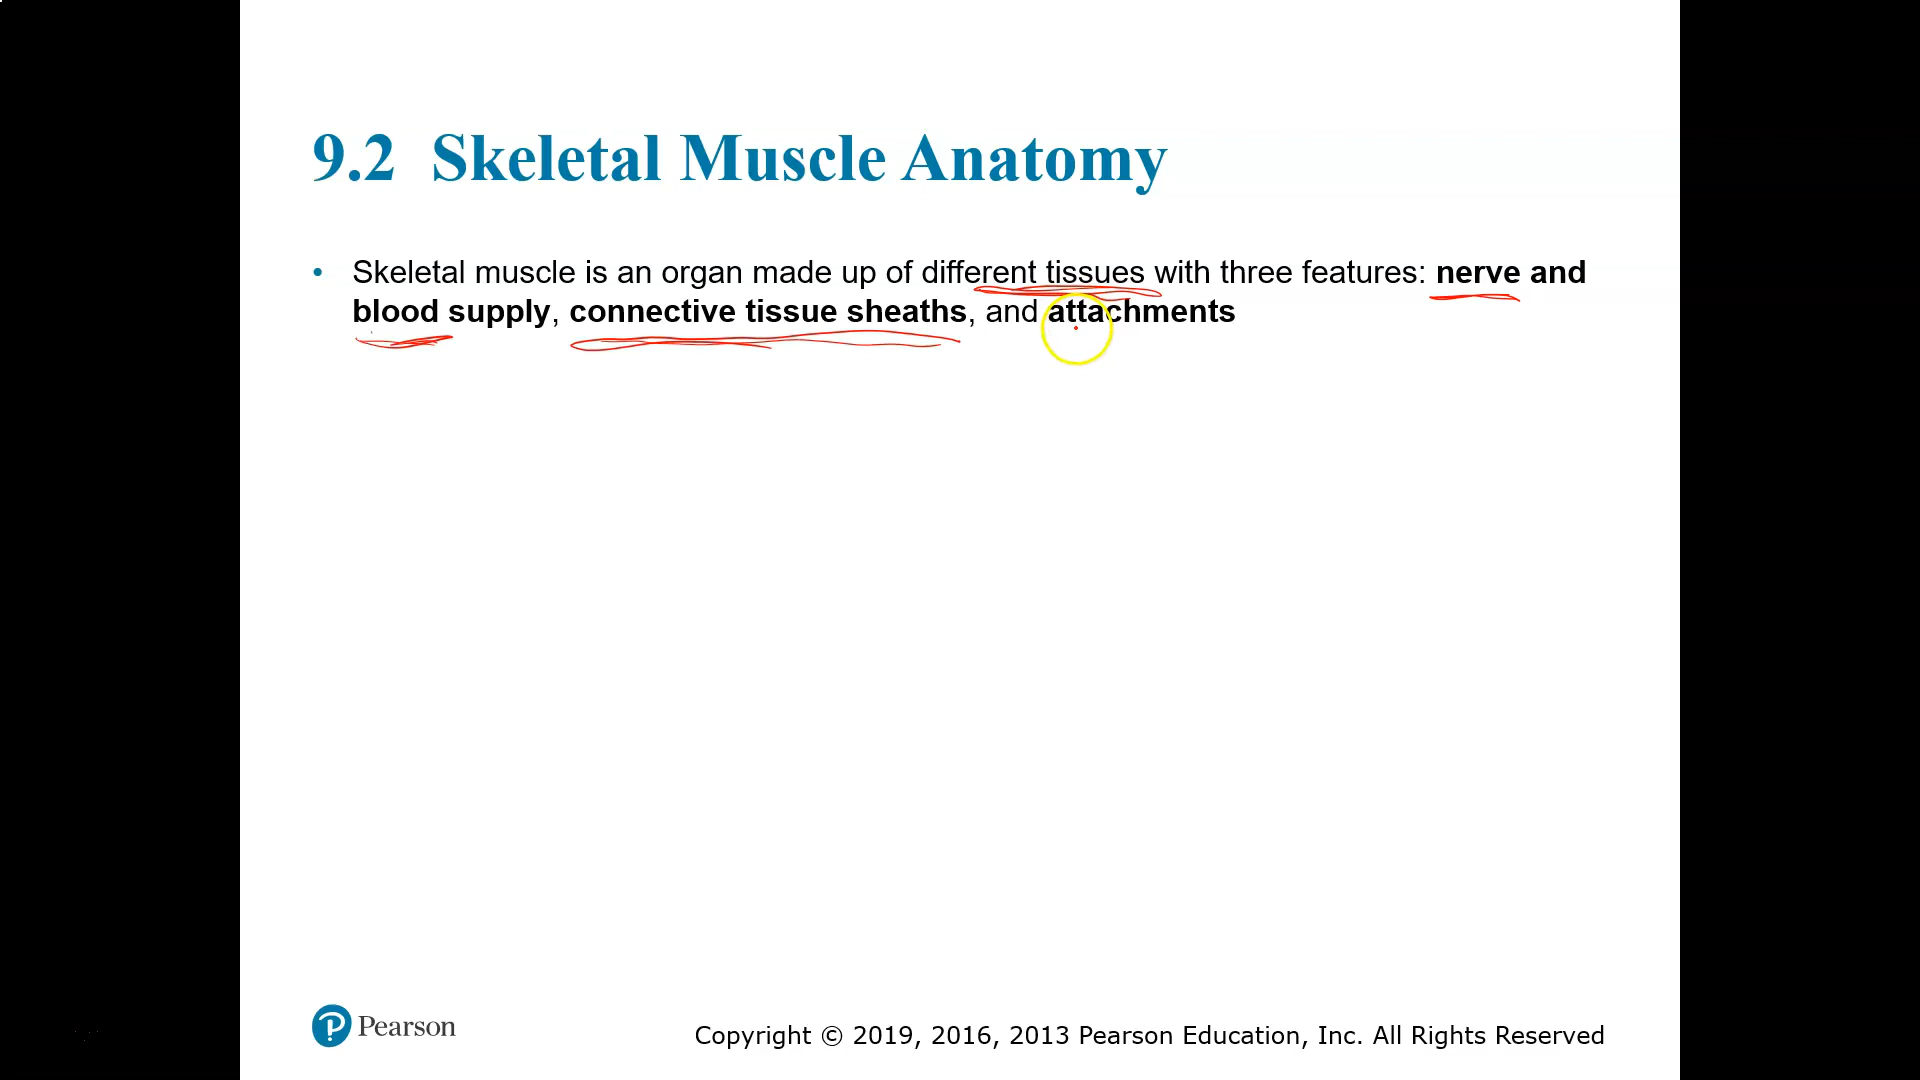 9.2 Skeletal Muscle Anatomy
• Skeletal muscle is an organ made up of different tissues with three features: nerve and
blood supply, connective tissue sheaths, and attachments
Pearson
Copyright © 2019, 2016, 2013 Pearson Education, Inc. All Rights Reserved